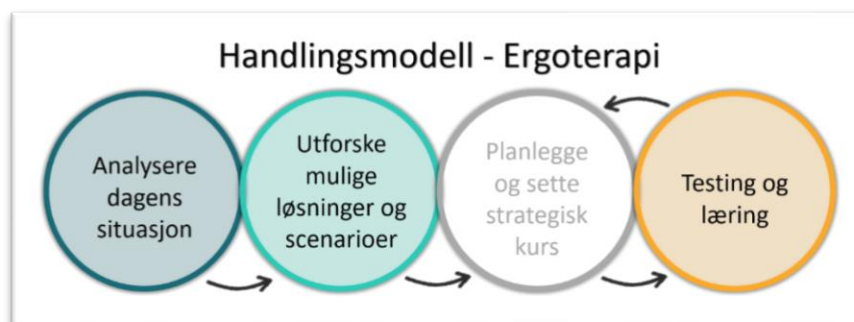 Handlingsmodell - Ergoterapi
Analysere
dagens
situasjon
Utforske
mulige
løsninger og
scenarioer
Planlegge
og sette
strategisk
kurs
Testing og
læring